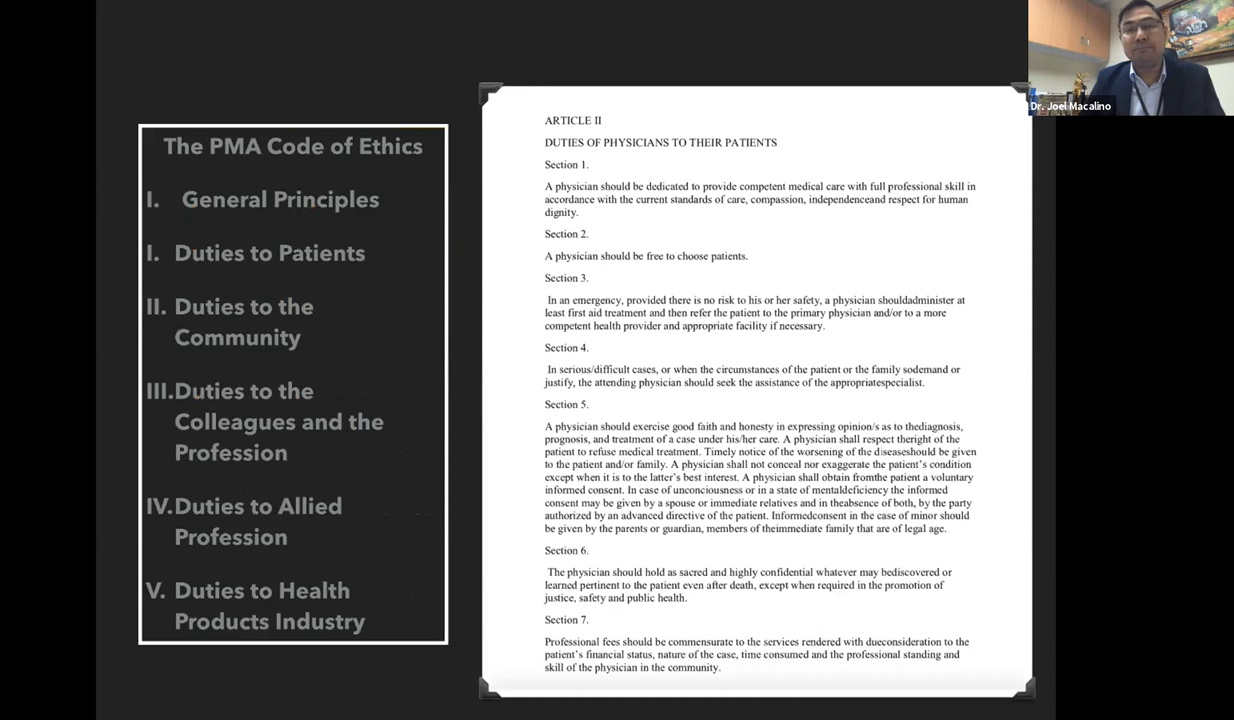 The PMA Code of Ethics
I. General Principles
I. Duties to Patients
II. Duties to the
Community
III.Duties to the
Colleagues and the
Profession
IV.Duties to Allied
Profession
V. Duties to Health
Products Industry
ARTICLE II
DUTIES OF PHYSICIANS TO THEIR PATIENTS
Section 1.
A physician should be dedicated to provide competent medical care with full professional skill in
accordance with the current standards of care, compassion, independenceand respect for human
dignity.
Section 2.
A physician should be free to choose patients.
Section 3.
In an emergency, provided there is no risk to his or her safety, a physician shouldadminister at
least first aid treatment and then refer the patient to the primary physician and/or to a more
competent health provider and appropriate facility if necessary.
Section 4.
In serious/difficult cases, or when the circumstances of the patient or the family sodemand or
justify, the attending physician should seek the assistance of the appropriatespecialist.
Section 5.
A physician should exercise good faith and honesty in expressing opinion/s as to thediagnosis,
prognosis, and treatment of a case under his/her care. A physician shall respect theright of the
patient to refuse medical treatment. Timely notice of the worsening of the diseaseshould be given
to the patient and/or family. A physician shall not conceal nor exaggerate the patient's condition
except when it is to the latter's best interest. A physician shall obtain fromthe patient a voluntary
informed consent. In case of unconciousness or in a state of mentaldeficiency the informed
consent may be given by a spouse or immediate relatives and in theabsence of both, by the party
authorized by an advanced directive of the patient. Informedconsent in the case of minor should
be given by the parents or guardian, members of theimmediate family that are of legal age.
Section 6.
The physician should hold as sacred and highly confidential whatever may bediscovered or
learned pertinent to the patient even after death, except when required in the promotion of
justice, safety and public health.
Section 7.
Professional fees should be commensurate to the services rendered with dueconsideration to the
patient's financial status, nature of the case, time consumed and the professional standing and
skill of the physician in the community.
Dr. Joel Macalino